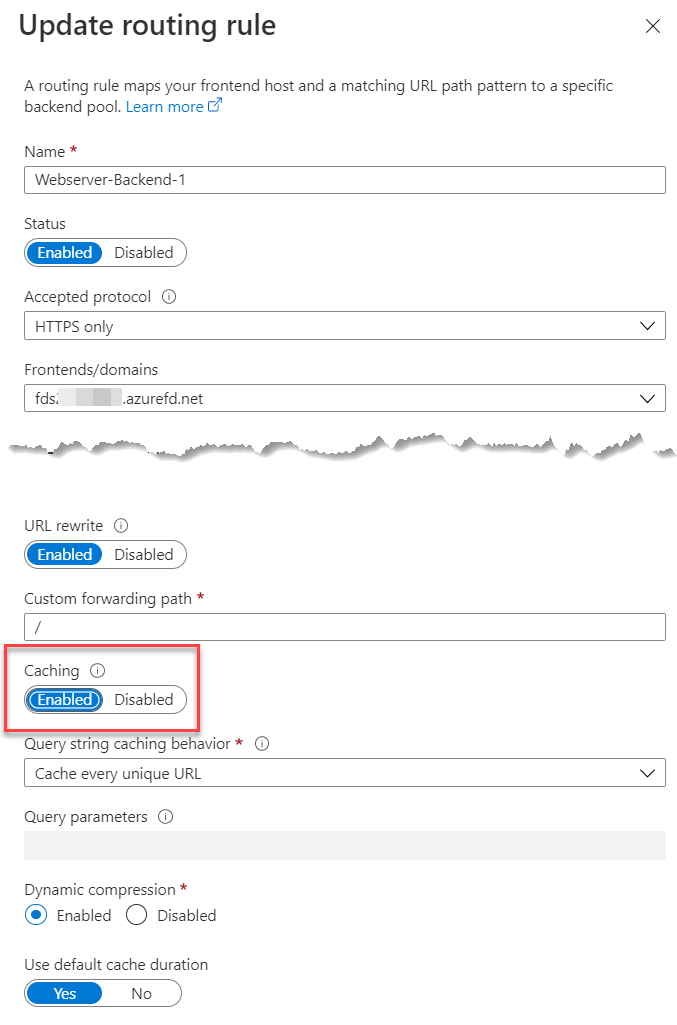 Update routing rule
A routing rule maps your frontend host and a matching URL path pattern to a specific
backend pool. Learn more
Name *
Webserver-Backend-1
Status
Enabled Disabled
Accepted protocol
HTTPS only
Frontends/domains
.azurefd.net
URL rewrite
Enabled Disabled
Custom forwarding path *
/
Caching
Enabled Disabled
Query string caching behavior *
Cache every unique URL
Query parameters
Dynamic compression *
Enabled Disabled
Use default cache duration
Yes No